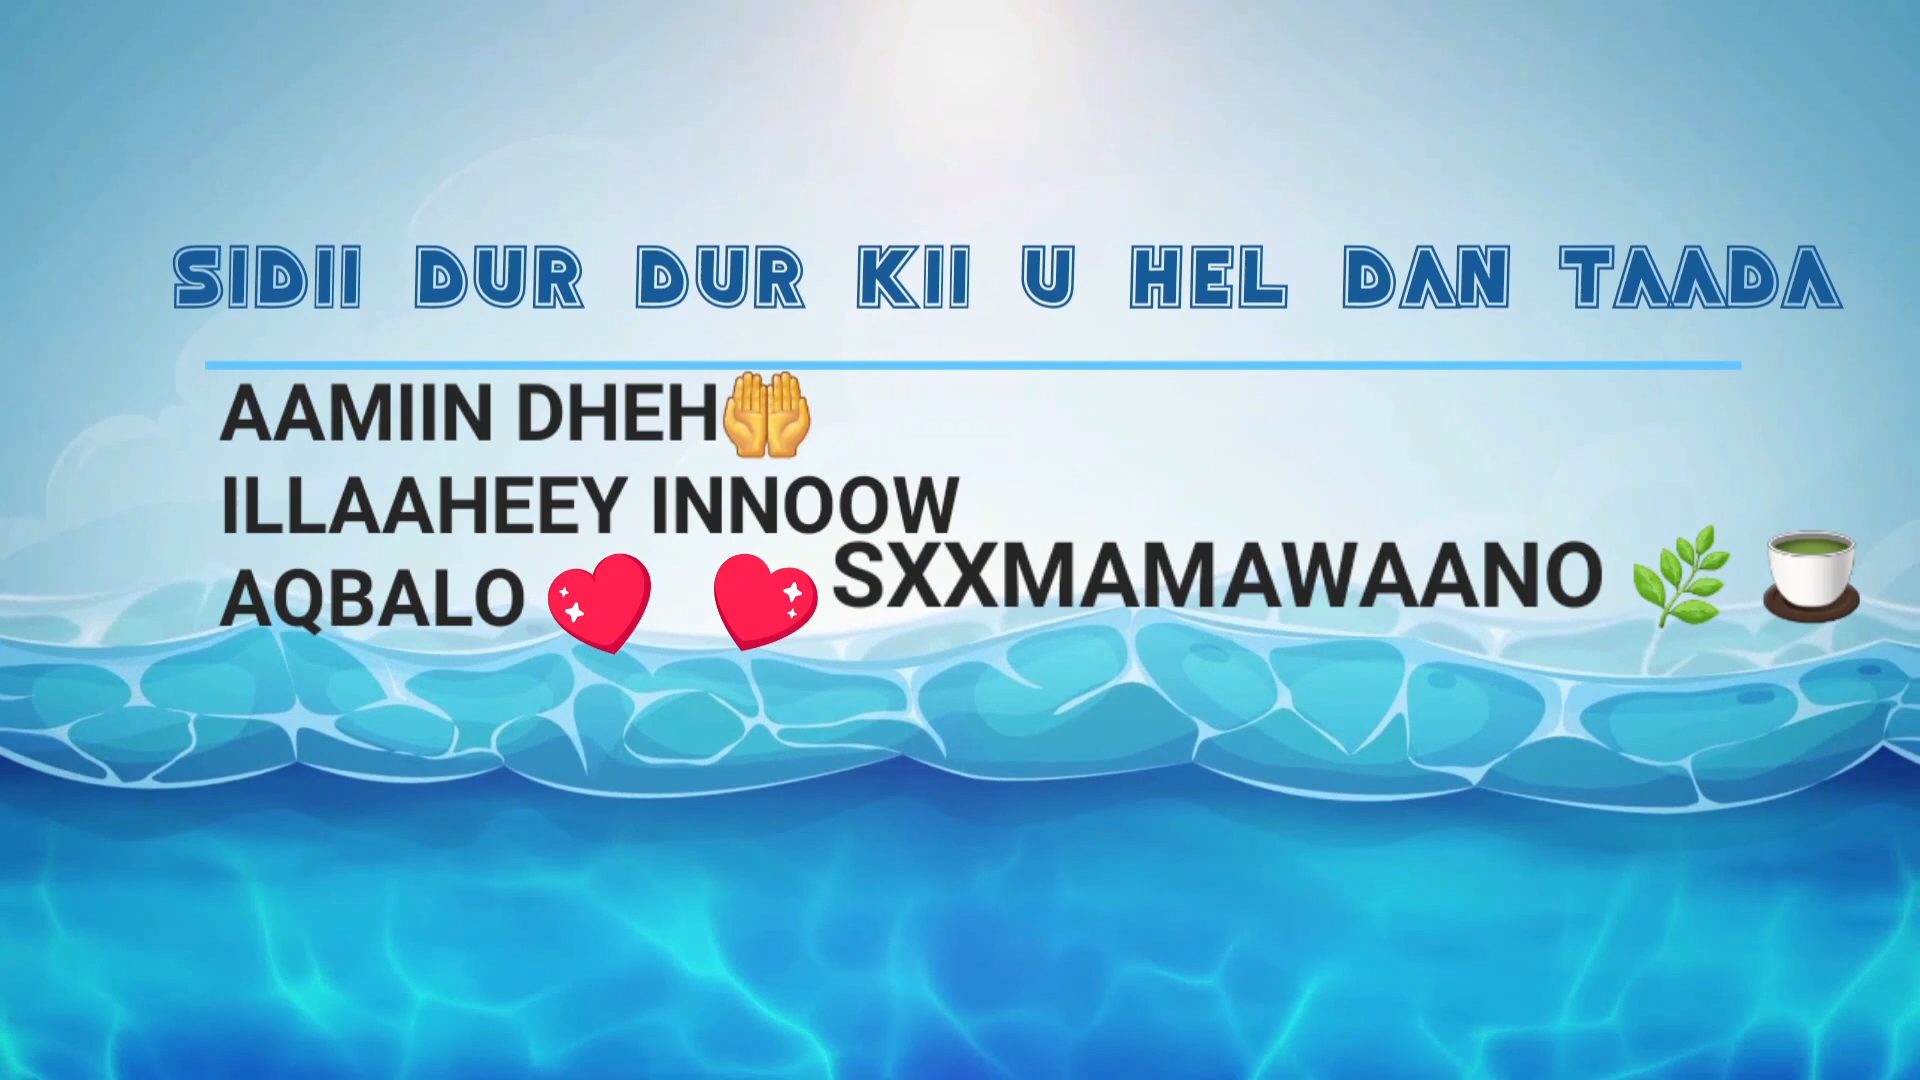 SIDII DUR DUR KII U HEL DAN TAADA
AAMIIN DHEH🤲
ILLAAHEEY INNOOW
AQBALO
SXXMAMAWAANO 🌿 🍵